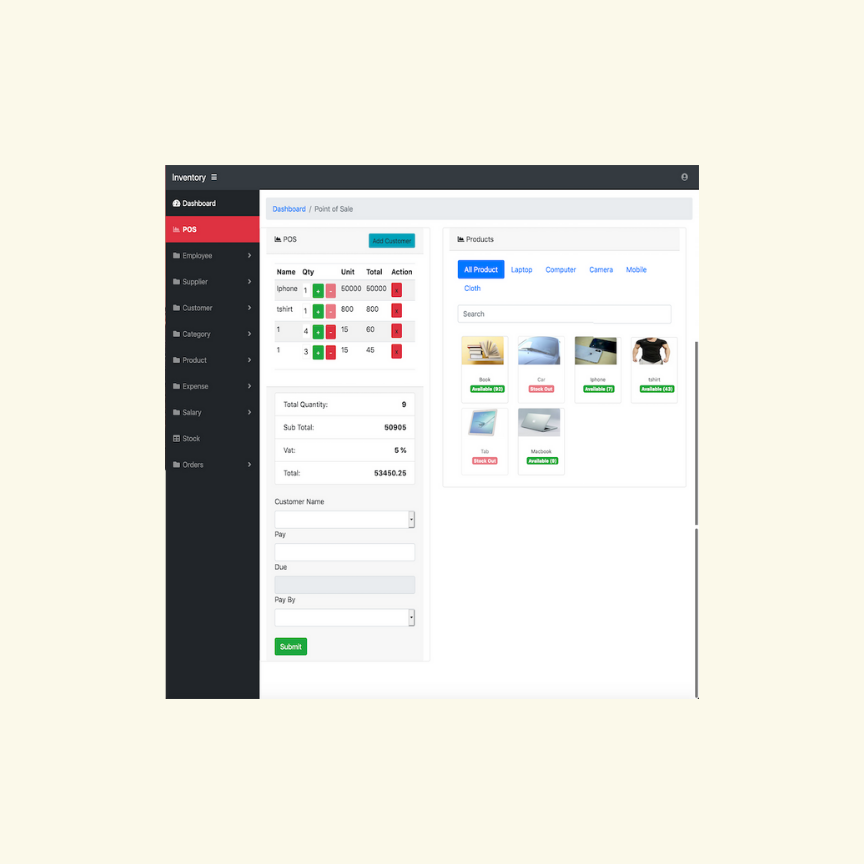 Inventory
Dashboard
POS
Employee
Supplier
Customer
Category
Product
Expense
Salary
Stock
Orders
Dashboard / Point of Sale
POS Add Customer
Name Qty Unit Total Action
Iphone 1 + - 50000 50000 x
tshirt 1 + - 800 800 x
1 4 + - 15 60 x
1 3 + - 15 45 x
Total Quantity: 9
Sub Total: 50905
Vat: 5 %
Total: 53450.25
Customer Name
Pay
Due
Pay By
Submit
Products
All Product Laptop Computer Camera Mobile
Cloth
Search
Book Car Iphone tshirt
Available (92) Stock Out Available (7) Available (43)
Tab Macbook
Stock Out Available (8)